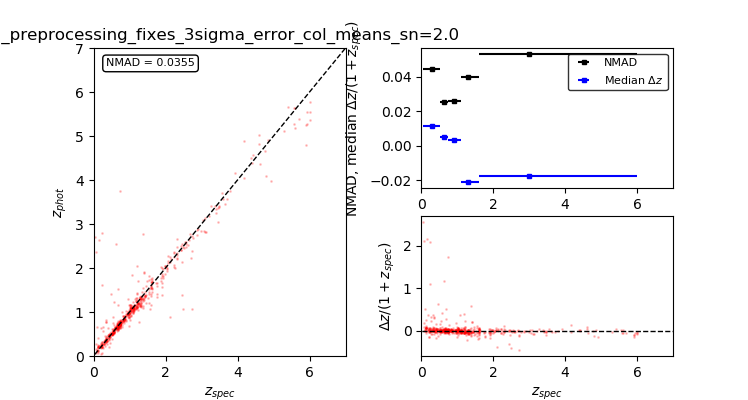 _preprocessing_fixes_3sigma_error_col_means_sn=2.0
NMAD = 0.0355
7
6
5
4
3
2
1
0
z_phot
0 2 4 6
z_spec
NMAD, median Δz/(1 + z_spec)
0.04
0.02
0.00
−0.02
NMAD
Median Δz
0 2 4 6
Δz/(1 + z_spec)
2
1
0
0 2 4 6
z_spec